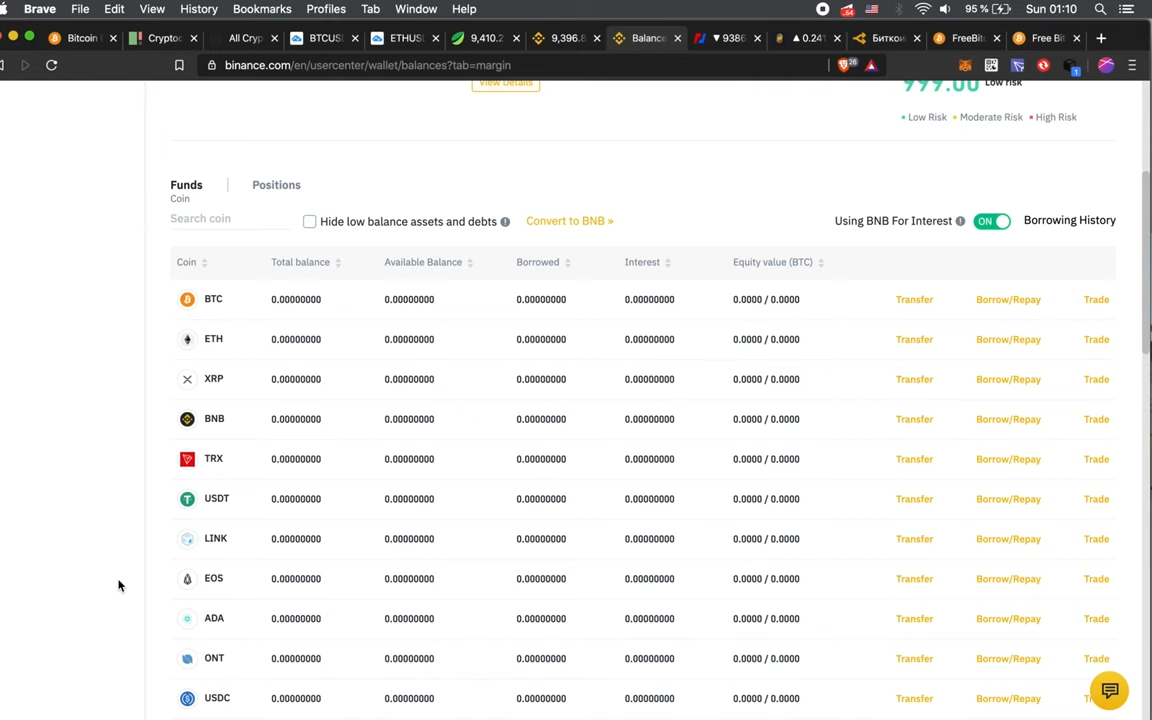 Brave File Edit View History Bookmarks Profiles Tab Window Help 95 % Sun 01:10
Bitcoin Cryptoc All Cryp BTCUS ETHUS 9,410.2 9,396.8 Balance ▼9386 ▲ 0.241 Биткои FreeBit Free Bit
binance.com/en/usercenter/wallet/balances?tab=margin 26 1
View Details 999.00 Low risk
Low Risk Moderate Risk High Risk
Funds Positions
Coin
Search coin Hide low balance assets and debts Convert to BNB » Using BNB For Interest ON Borrowing History
Coin Total balance Available Balance Borrowed Interest Equity value (BTC)
BTC 0.00000000 0.00000000 0.00000000 0.00000000 0.0000 / 0.0000 Transfer Borrow/Repay Trade
ETH 0.00000000 0.00000000 0.00000000 0.00000000 0.0000 / 0.0000 Transfer Borrow/Repay Trade
XRP 0.00000000 0.00000000 0.00000000 0.00000000 0.0000 / 0.0000 Transfer Borrow/Repay Trade
BNB 0.00000000 0.00000000 0.00000000 0.00000000 0.0000 / 0.0000 Transfer Borrow/Repay Trade
TRX 0.00000000 0.00000000 0.00000000 0.00000000 0.0000 / 0.0000 Transfer Borrow/Repay Trade
USDT 0.00000000 0.00000000 0.00000000 0.00000000 0.0000 / 0.0000 Transfer Borrow/Repay Trade
LINK 0.00000000 0.00000000 0.00000000 0.00000000 0.0000 / 0.0000 Transfer Borrow/Repay Trade
EOS 0.00000000 0.00000000 0.00000000 0.00000000 0.0000 / 0.0000 Transfer Borrow/Repay Trade
ADA 0.00000000 0.00000000 0.00000000 0.00000000 0.0000 / 0.0000 Transfer Borrow/Repay Trade
ONT 0.00000000 0.00000000 0.00000000 0.00000000 0.0000 / 0.0000 Transfer Borrow/Repay Trade
USDC 0.00000000 0.00000000 0.00000000 0.00000000 0.0000 / 0.0000 Transfer Borrow/Repay